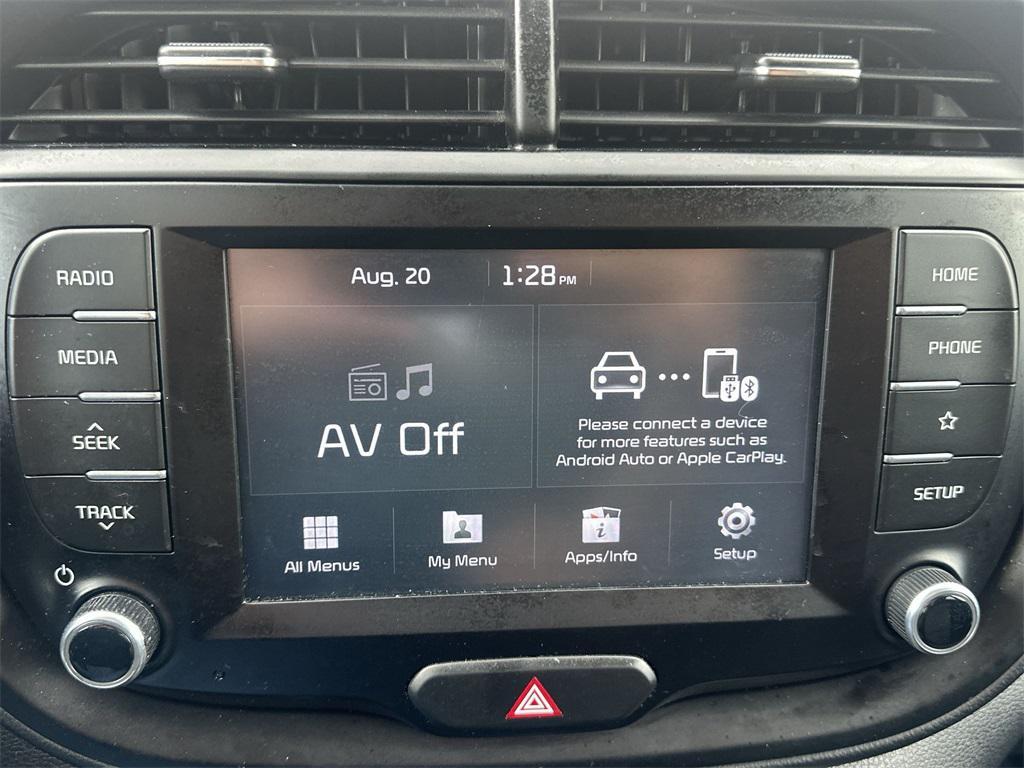 RADIO
MEDIA
SEEK
TRACK
Aug. 20
1:28 PM
AV Off
Please connect a device
for more features such as
Android Auto or Apple CarPlay.
All Menus
My Menu
Apps/Info
Setup
HOME
PHONE
SETUP